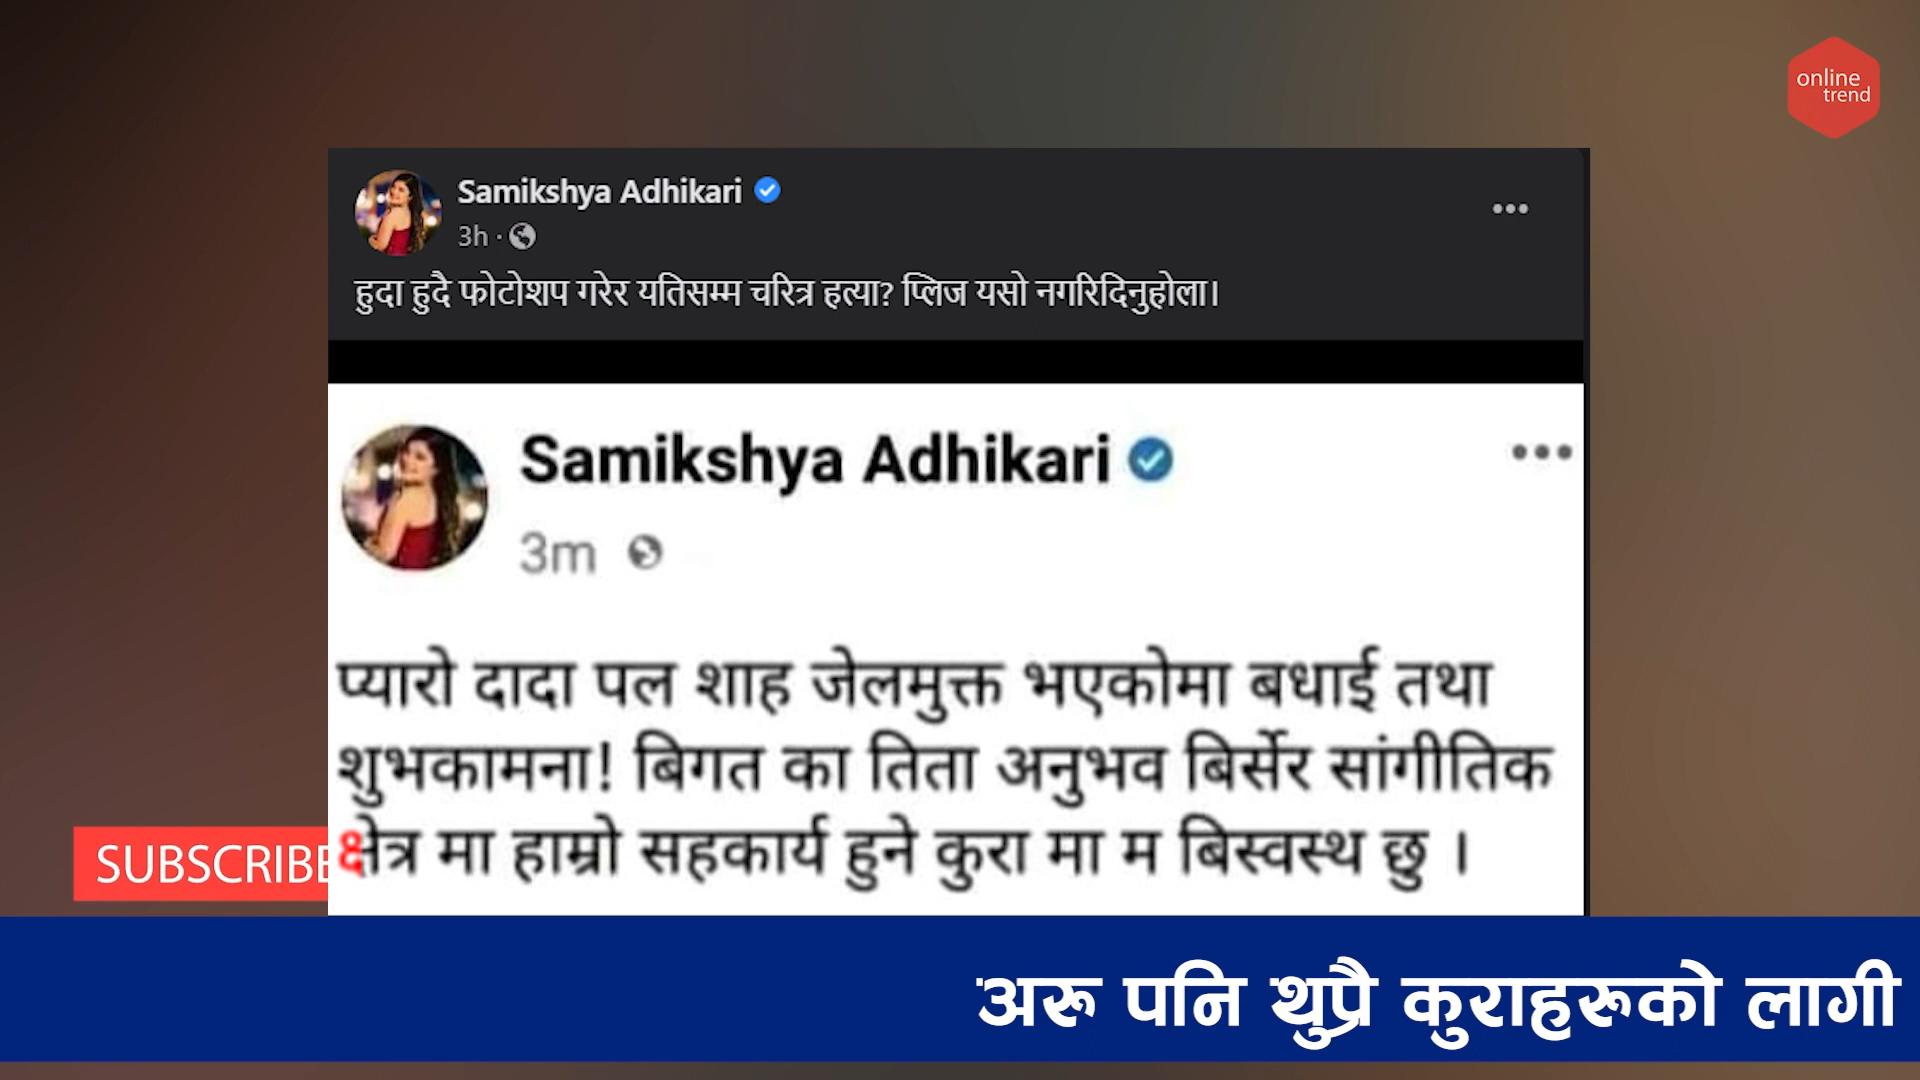 online
trend
Samikshya Adhikari
3h ·
हुदा हुदै फोटोशप गरेर यतिसम्म चरित्र हत्या? प्लिज यसो नगरिदिनुहोला।
Samikshya Adhikari
3m
प्यारो दादा पल शाह जेलमुक्त भएकोमा बधाई तथा
शुभकामना! बिगत का तिता अनुभव बिर्सेर सांगीतिक
क्षेत्र मा हाम्रो सहकार्य हुने कुरा मा म बिस्वस्थ छु ।
SUBSCRIBE
अरू पनि थुप्रै कुराहरूको लागी